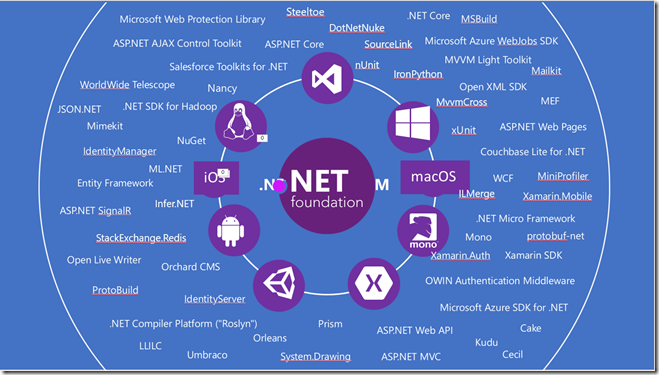 Steeltoe
.NET Core
Microsoft Web Protection Library
MSBuild
DotNetNuke
ASP.NET AJAX Control Toolkit
ASP.NET Core
SourceLink
Microsoft Azure WebJobs SDK
Salesforce Toolkits for .NET
nUnit
MVVM Light Toolkit
IronPython
Mailkit
WorldWide Telescope
Nancy
Open XML SDK
JSON.NET
.NET SDK for Hadoop
MvvmCross
MEF
Mimekit
xUnit
ASP.NET Web Pages
NuGet
IdentityManager
Couchbase Lite for .NET
ML.NET
iOS
.NE
NET
M
macOS
WCF
MiniProfiler
Entity Framework
foundation
ILMerge
Xamarin.Mobile
Infer.NET
ASP.NET SignalR
.NET Micro Framework
StackExchange.Redis
mono
Mono
protobuf-net
Xamarin.Auth
Xamarin SDK
Open Live Writer
Orchard CMS
OWIN Authentication Middleware
ProtoBuild
IdentityServer
Microsoft Azure SDK for .NET
.NET Compiler Platform ("Roslyn")
Prism
ASP.NET Web API
Cake
Orleans
Kudu
LLILC
Umbraco
System.Drawing
ASP.NET MVC
Cecil